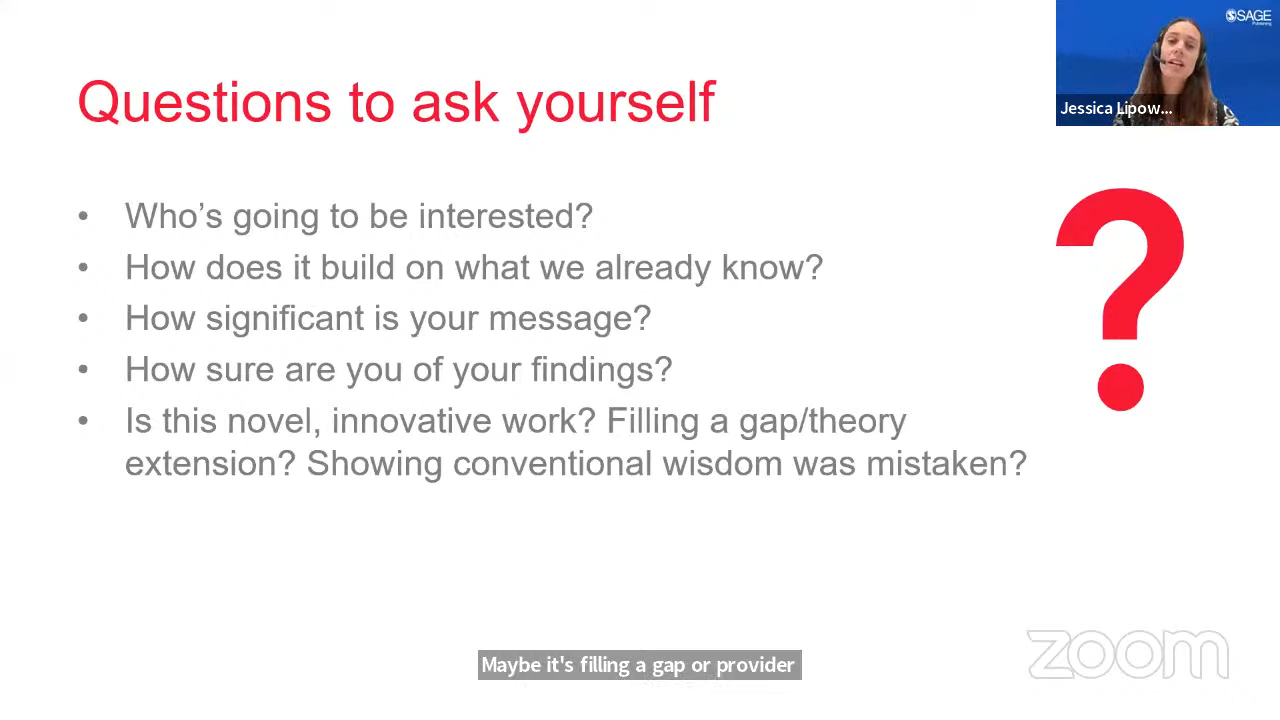 SAGE
Publishing
Jessica Lipow...
Questions to ask yourself
• Who's going to be interested?
• How does it build on what we already know?
• How significant is your message?
• How sure are you of your findings?
• Is this novel, innovative work? Filling a gap/theory
extension? Showing conventional wisdom was mistaken?
?
Maybe it's filling a gap or provider
zoom